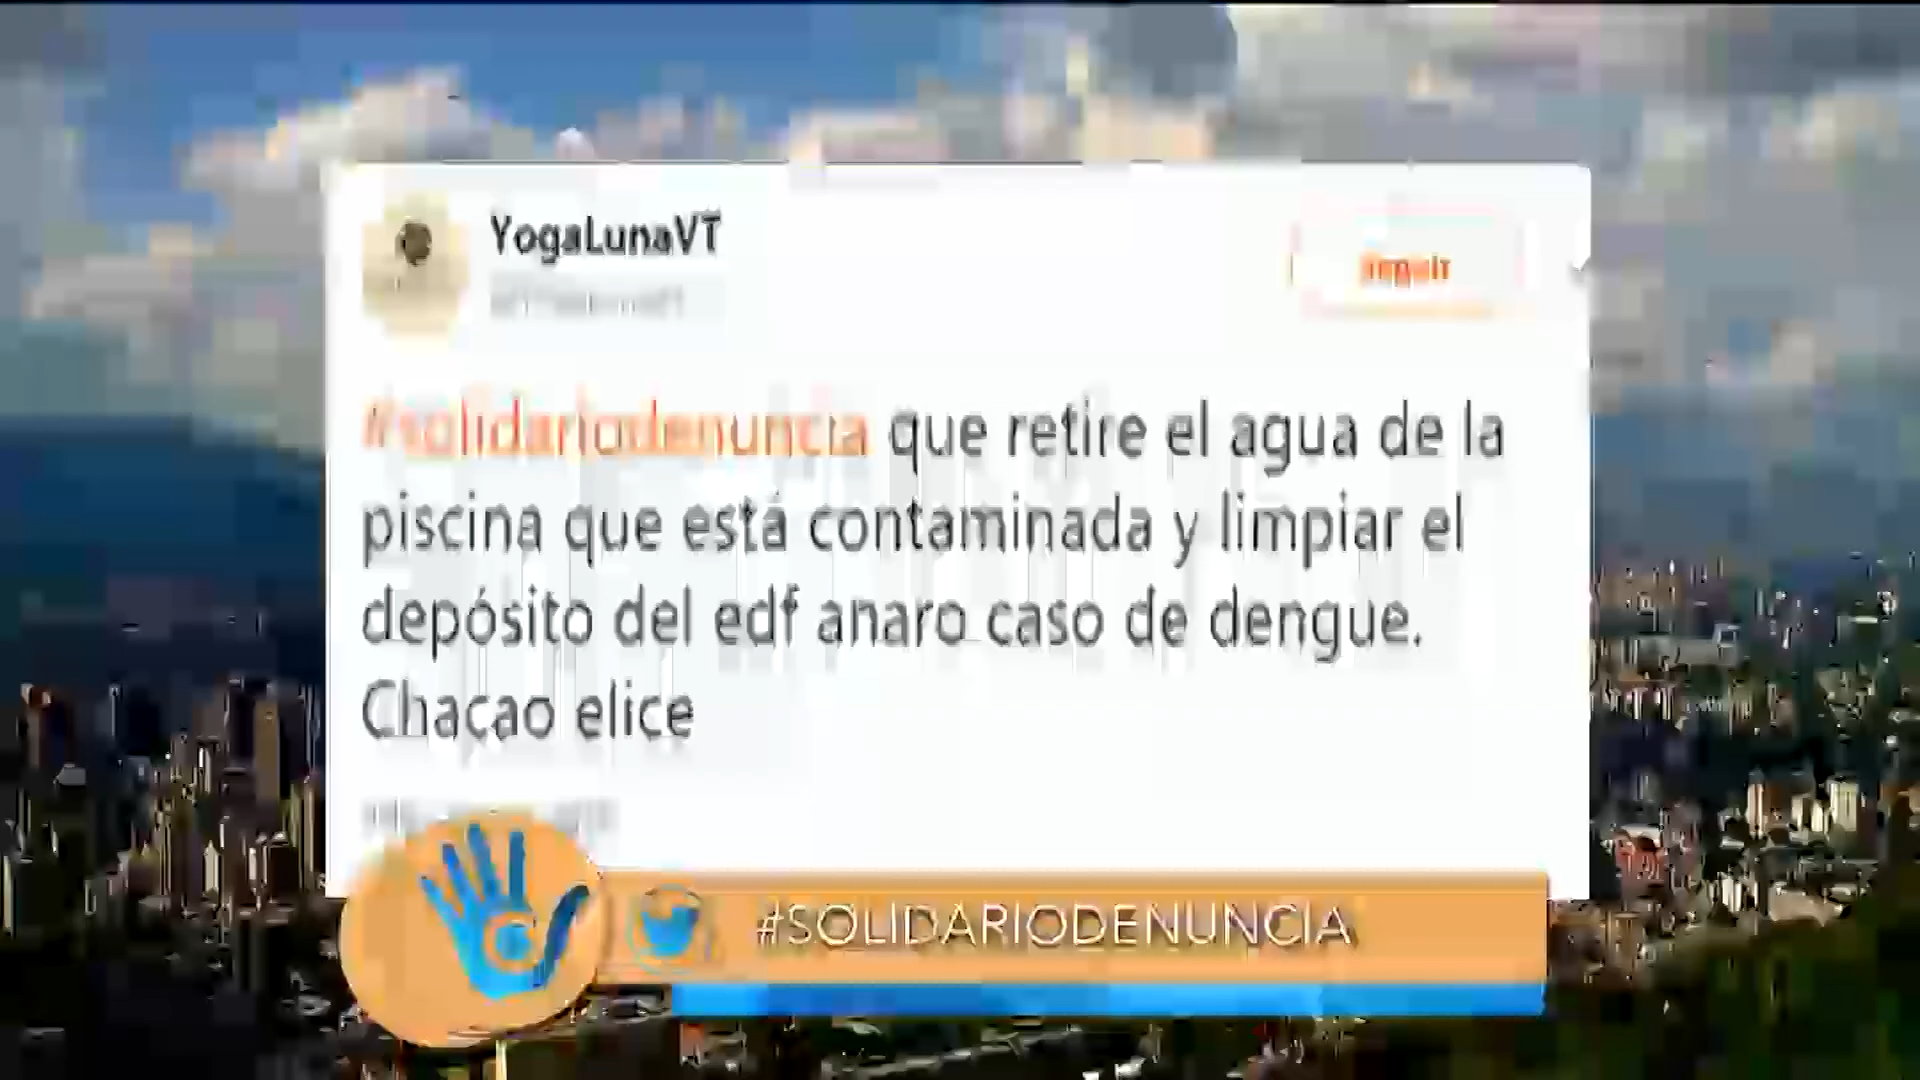 YogaLunaVT
Seguir
#solidariodenuncia que retire el agua de la
piscina que está contaminada y limpiar el
depósito del edf anaro caso de dengue.
Chacao elice
#SOLIDARIODENUNCIA